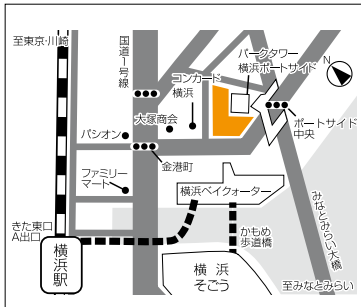 至東京・川崎
国道1号線
パークタワー
横浜ポートサイド
N
コンカード
横浜
大塚商会
パシオン
ポートサイド
中央
金港町
ファミリー
マート
横浜ベイクォーター
みなとみらい大橋
きた東口
A出口
かもめ
歩道橋
横浜駅
横浜
そごう
至みなとみらい